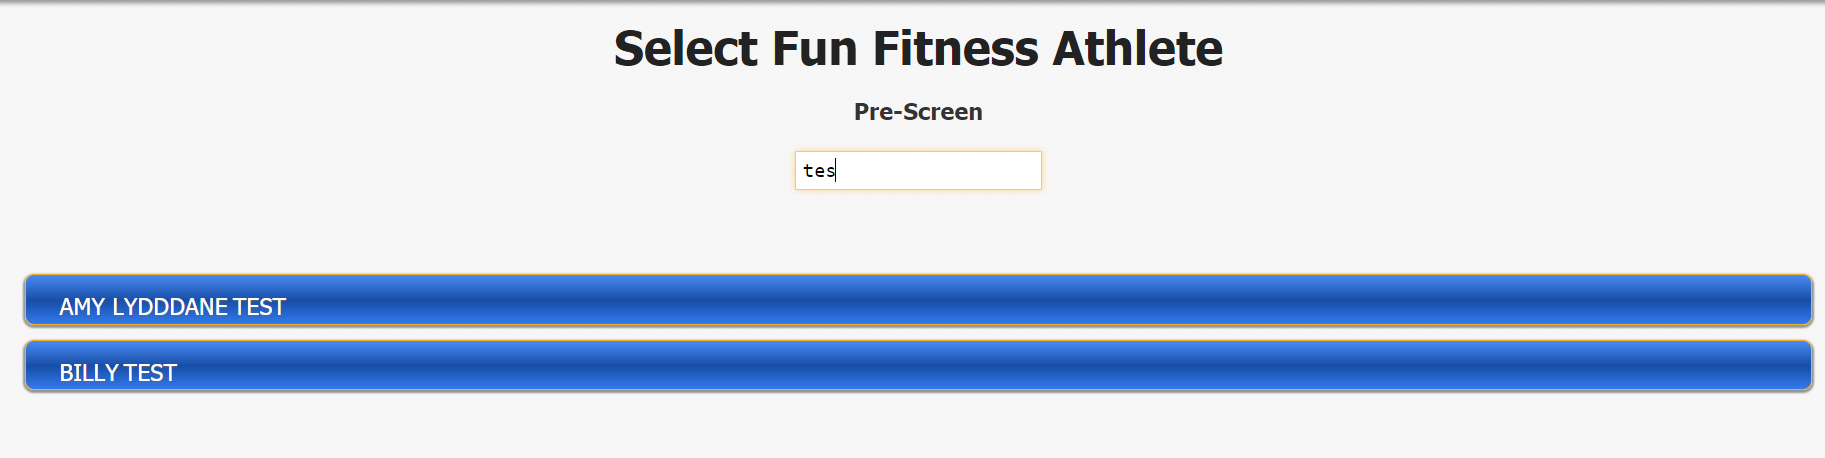 Select Fun Fitness Athlete
Pre-Screen
tes
AMY LYDDDANE TEST
BILLY TEST